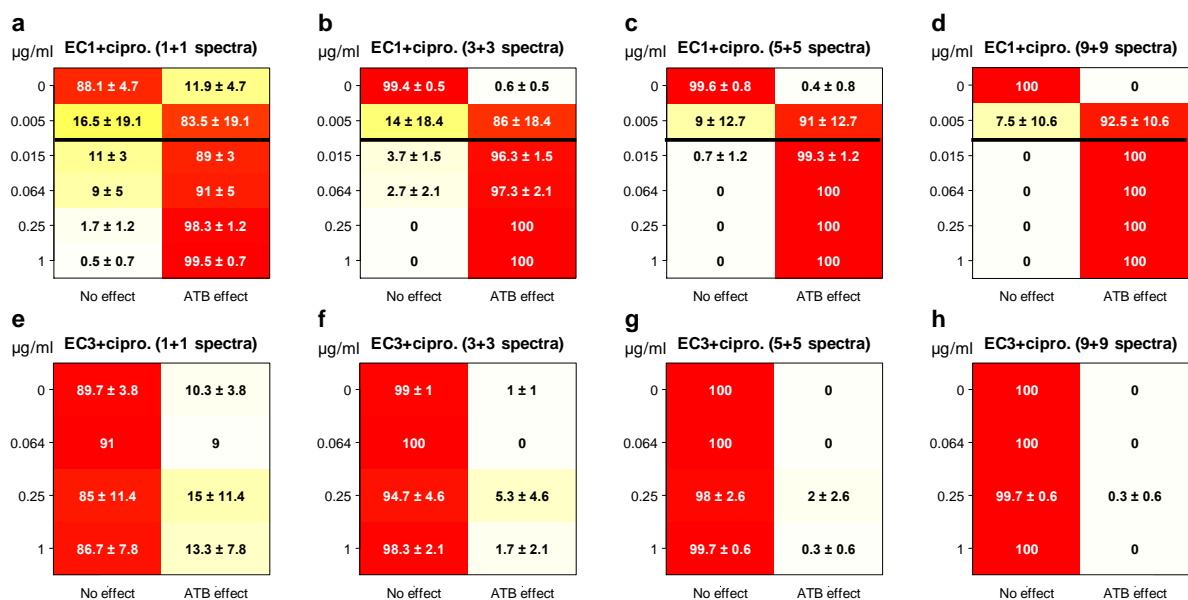 a b c d
µg/ml EC1+cipro. (1+1 spectra) EC1+cipro. (3+3 spectra) EC1+cipro. (5+5 spectra) EC1+cipro. (9+9 spectra)
µg/ml µg/ml µg/ml
0 88.1 ± 4.7 11.9 ± 4.7 0 99.4 ± 0.5 0.6 ± 0.5 0 99.6 ± 0.8 0.4 ± 0.8 0 100 0
0.005 16.5 ± 19.1 83.5 ± 19.1 0.005 14 ± 18.4 86 ± 18.4 0.005 9 ± 12.7 91 ± 12.7 0.005 7.5 ± 10.6 92.5 ± 10.6
0.015 11 ± 3 89 ± 3 0.015 3.7 ± 1.5 96.3 ± 1.5 0.015 0.7 ± 1.2 99.3 ± 1.2 0.015 0 100
0.064 9 ± 5 91 ± 5 0.064 2.7 ± 2.1 97.3 ± 2.1 0.064 0 100 0.064 0 100
0.25 1.7 ± 1.2 98.3 ± 1.2 0.25 0 100 0.25 0 100 0.25 0 100
1 0.5 ± 0.7 99.5 ± 0.7 1 0 100 1 0 100 1 0 100
No effect ATB effect No effect ATB effect No effect ATB effect No effect ATB effect
e f g h
µg/ml EC3+cipro. (1+1 spectra) µg/ml EC3+cipro. (3+3 spectra) µg/ml EC3+cipro. (5+5 spectra) µg/ml EC3+cipro. (9+9 spectra)
0 89.7 ± 3.8 10.3 ± 3.8 0 99 ± 1 1 ± 1 0 100 0 0 100 0
0.064 91 9 0.064 100 0 0.064 100 0 0.064 100 0
0.25 85 ± 11.4 15 ± 11.4 0.25 94.7 ± 4.6 5.3 ± 4.6 0.25 98 ± 2.6 2 ± 2.6 0.25 99.7 ± 0.6 0.3 ± 0.6
1 86.7 ± 7.8 13.3 ± 7.8 1 98.3 ± 2.1 1.7 ± 2.1 1 99.7 ± 0.6 0.3 ± 0.6 1 100 0
No effect ATB effect No effect ATB effect No effect ATB effect No effect ATB effect